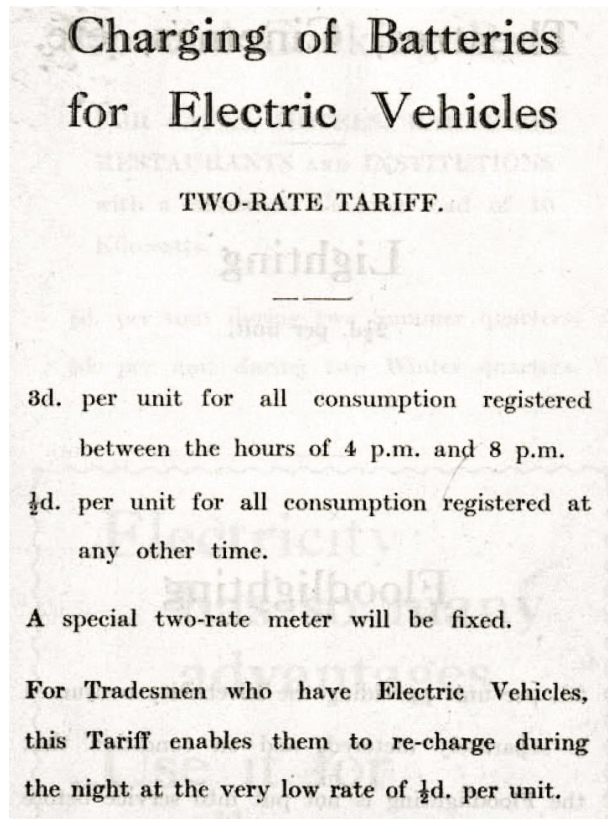 Charging of Batteries
for Electric Vehicles
TWO-RATE TARIFF.
3d. per unit for all consumption registered
between the hours of 4 p.m. and 8 p.m.
½d. per unit for all consumption registered at
any other time.
A special two-rate meter will be fixed.
For Tradesmen who have Electric Vehicles,
this Tariff enables them to re-charge during
the night at the very low rate of ½d. per unit.